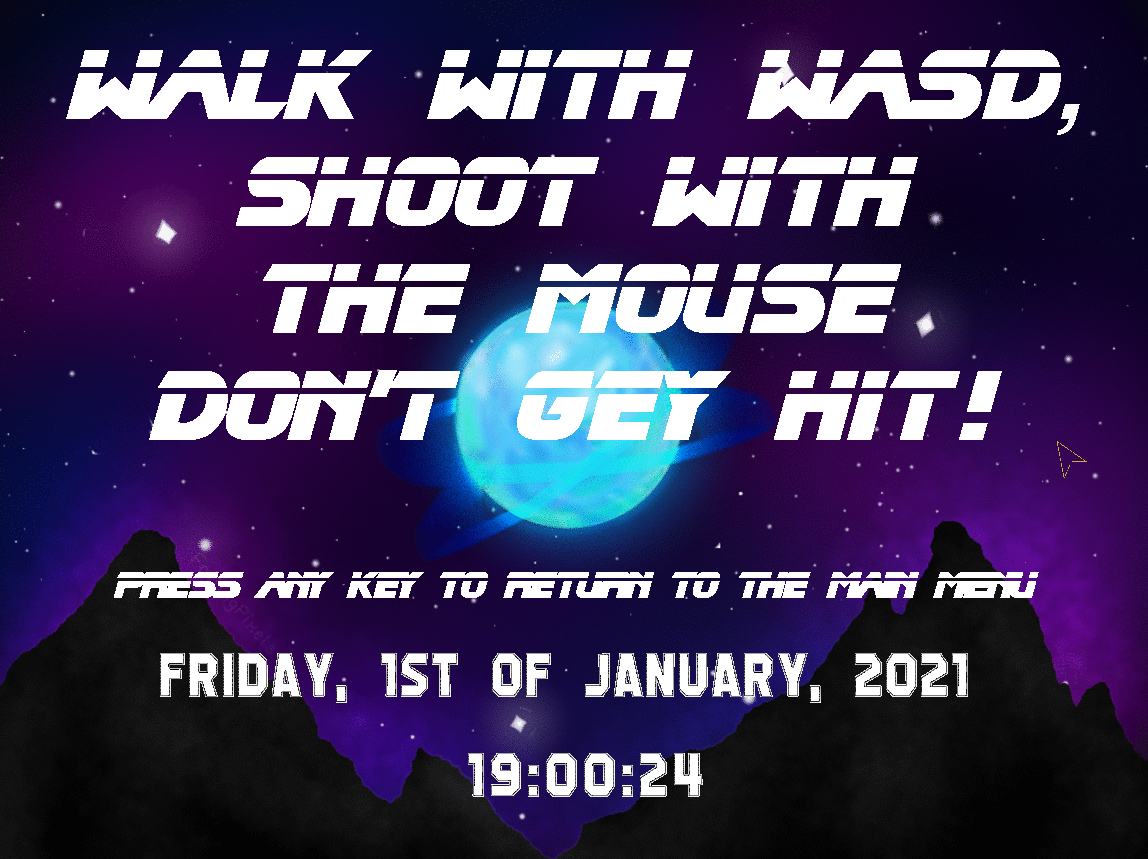 WALK WITH WASD,
SHOOT WITH
THE MOUSE
DON'T GEY HIT!
PRESS ANY KEY TO RETURN TO THE MAIN MENU
FRIDAY, 1ST OF JANUARY, 2021
19:00:24